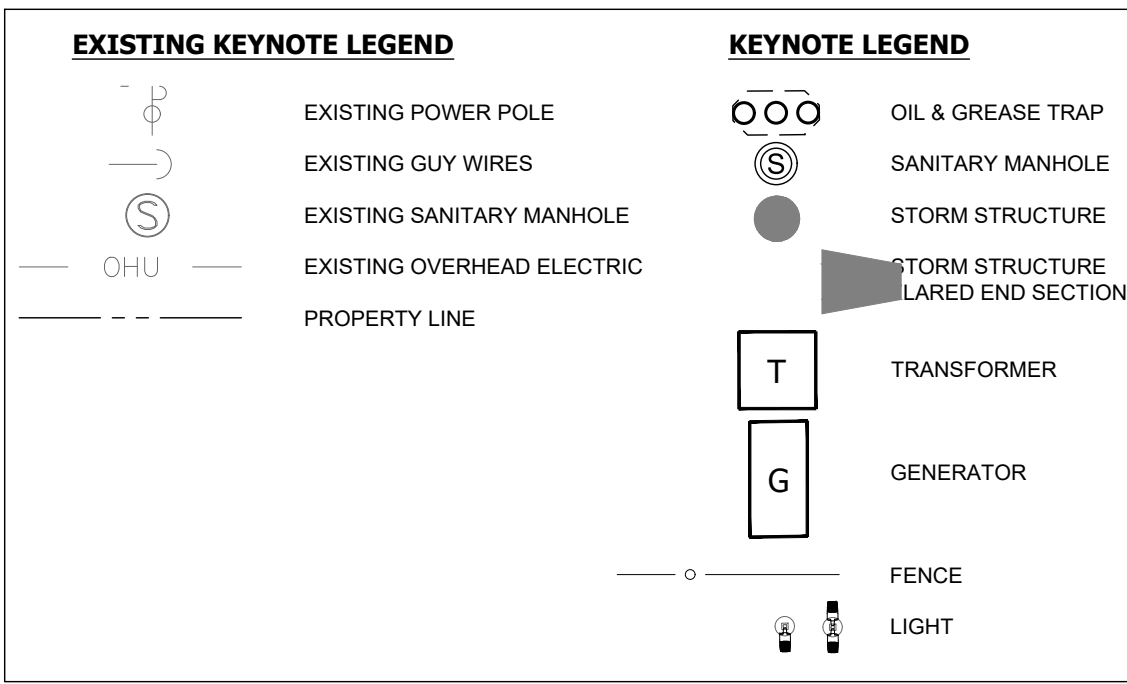 EXISTING KEYNOTE LEGEND
EXISTING POWER POLE
EXISTING GUY WIRES
S
EXISTING SANITARY MANHOLE
OHU
EXISTING OVERHEAD ELECTRIC
PROPERTY LINE
KEYNOTE LEGEND
OIL & GREASE TRAP
S
SANITARY MANHOLE
STORM STRUCTURE
STORM STRUCTURE
LARED END SECTION
T
TRANSFORMER
G
GENERATOR
FENCE
LIGHT